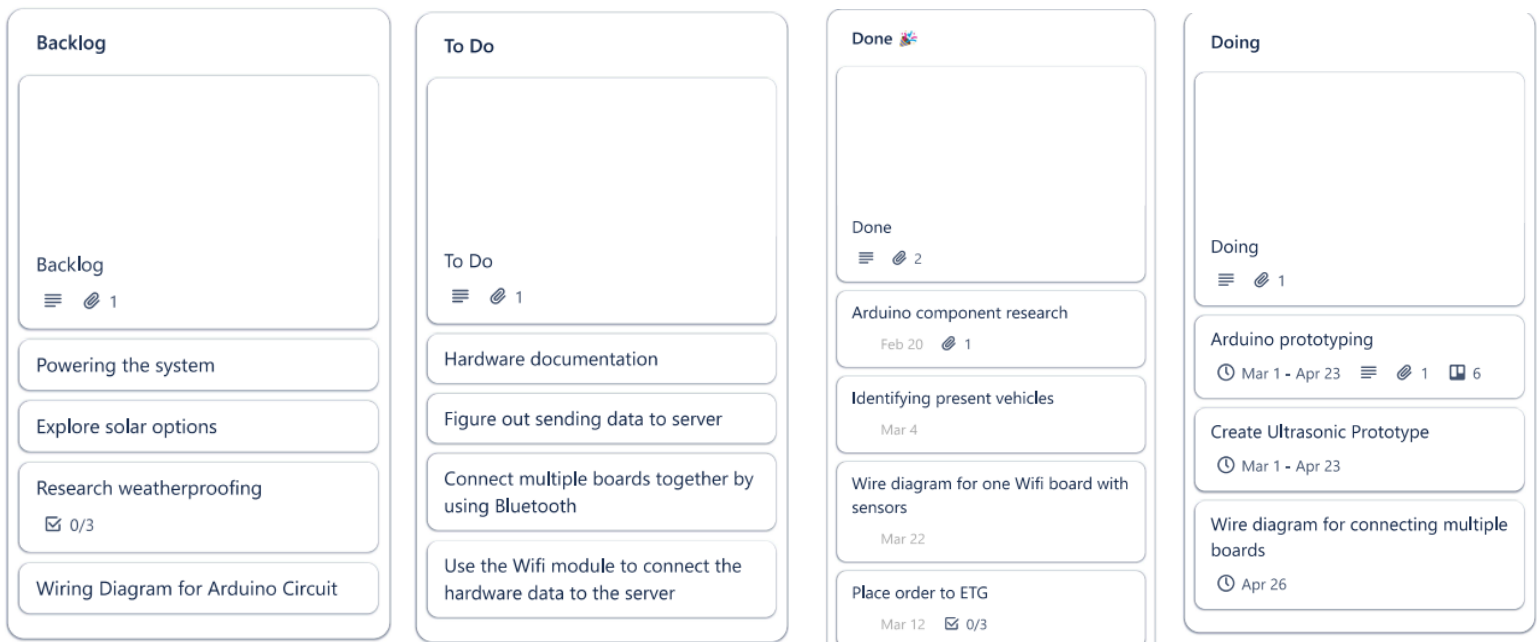 Backlog
Backlog
1
Powering the system
Explore solar options
Research weatherproofing
0/3
Wiring Diagram for Arduino Circuit
To Do
To Do
1
Hardware documentation
Figure out sending data to server
Connect multiple boards together by
using Bluetooth
Use the Wifi module to connect the
hardware data to the server
Done 🎉
Done
2
Arduino component research
Feb 20 1
Identifying present vehicles
Mar 4
Wire diagram for one Wifi board with
sensors
Mar 22
Place order to ETG
Mar 12 0/3
Doing
Doing
1
Arduino prototyping
Mar 1 - Apr 23 1 6
Create Ultrasonic Prototype
Mar 1 - Apr 23
Wire diagram for connecting multiple
boards
Apr 26